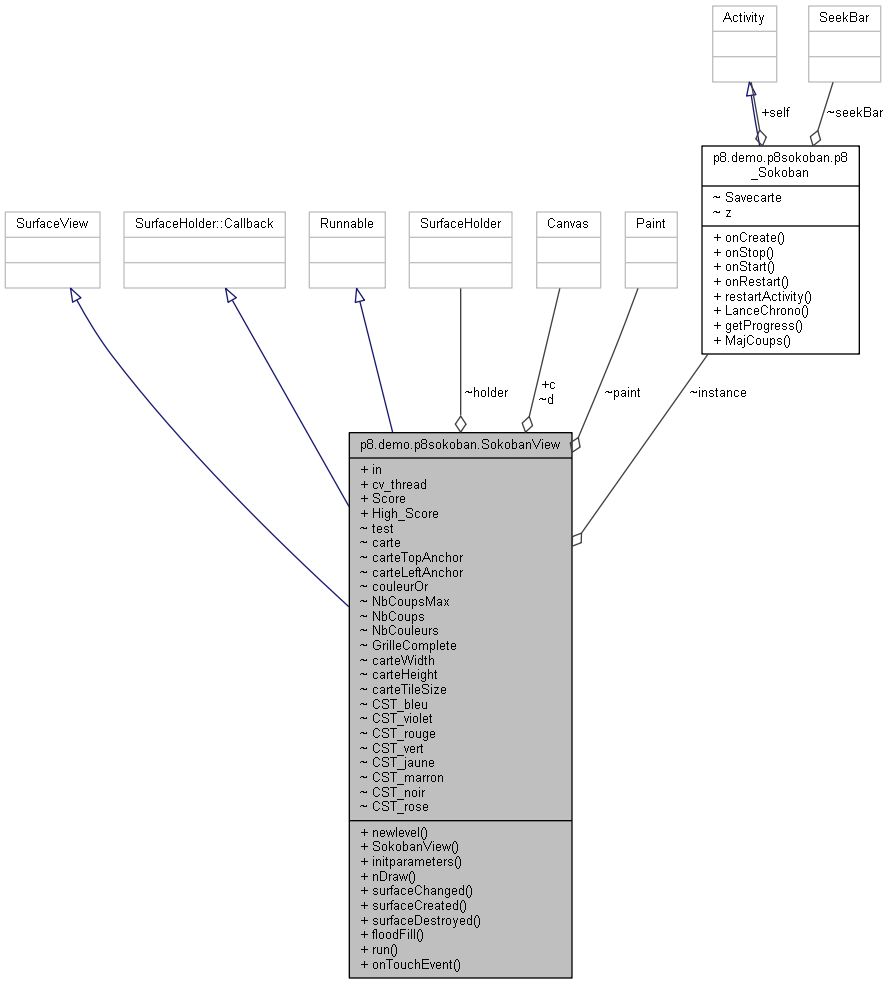 Activity
SeekBar
+self
~seekBar
p8.demo.p8sokoban.p8
_Sokoban
~ Savecarte
~ z
+ onCreate()
+ onStop()
+ onStart()
+ onRestart()
+ restartActivity()
+ LanceChrono()
+ getProgress()
+ MajCoups()
SurfaceView
SurfaceHolder::Callback
Runnable
SurfaceHolder
Canvas
Paint
~holder
+c
~d
~paint
~instance
p8.demo.p8sokoban.SokobanView
+ in
+ cv_thread
+ Score
+ High_Score
~ test
~ carte
~ carteTopAnchor
~ carteLeftAnchor
~ couleurOr
~ NbCoupsMax
~ NbCoups
~ NbCouleurs
~ GrilleComplete
~ carteWidth
~ carteHeight
~ carteTileSize
~ CST_bleu
~ CST_violet
~ CST_rouge
~ CST_vert
~ CST_jaune
~ CST_marron
~ CST_noir
~ CST_rose
+ newlevel()
+ SokobanView()
+ initparameters()
+ nDraw()
+ surfaceChanged()
+ surfaceCreated()
+ surfaceDestroyed()
+ floodFill()
+ run()
+ onTouchEvent()